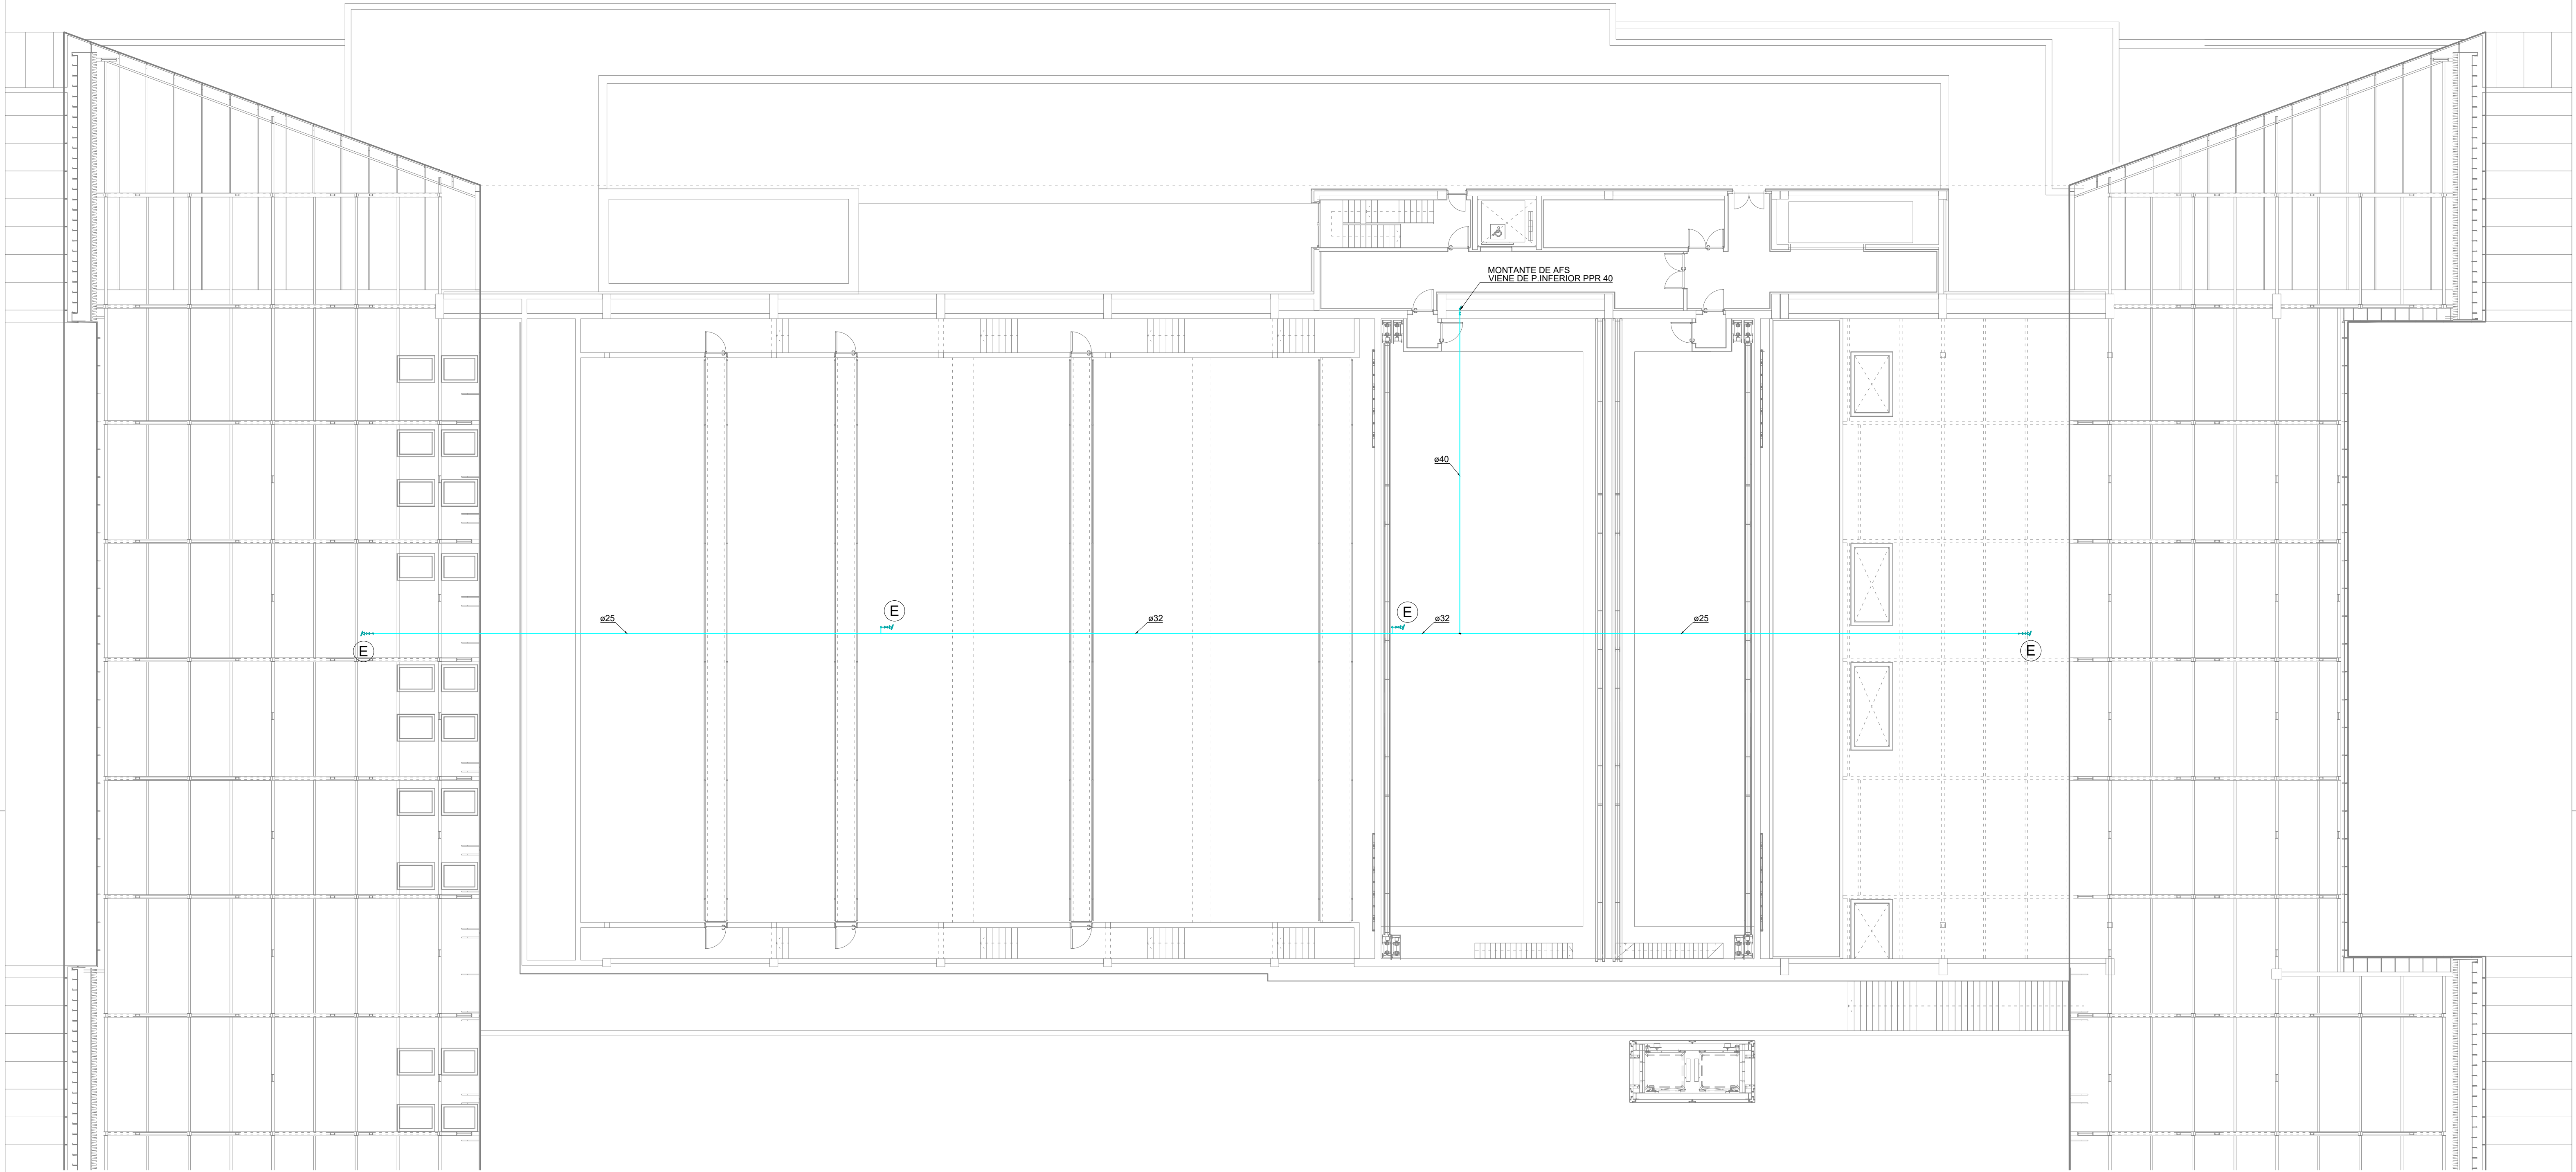 MONTANTE DE AFS
VIENE DE P.INFERIOR PPR 40
ø40
ø25
E
ø32
E
ø32
ø25
E
E